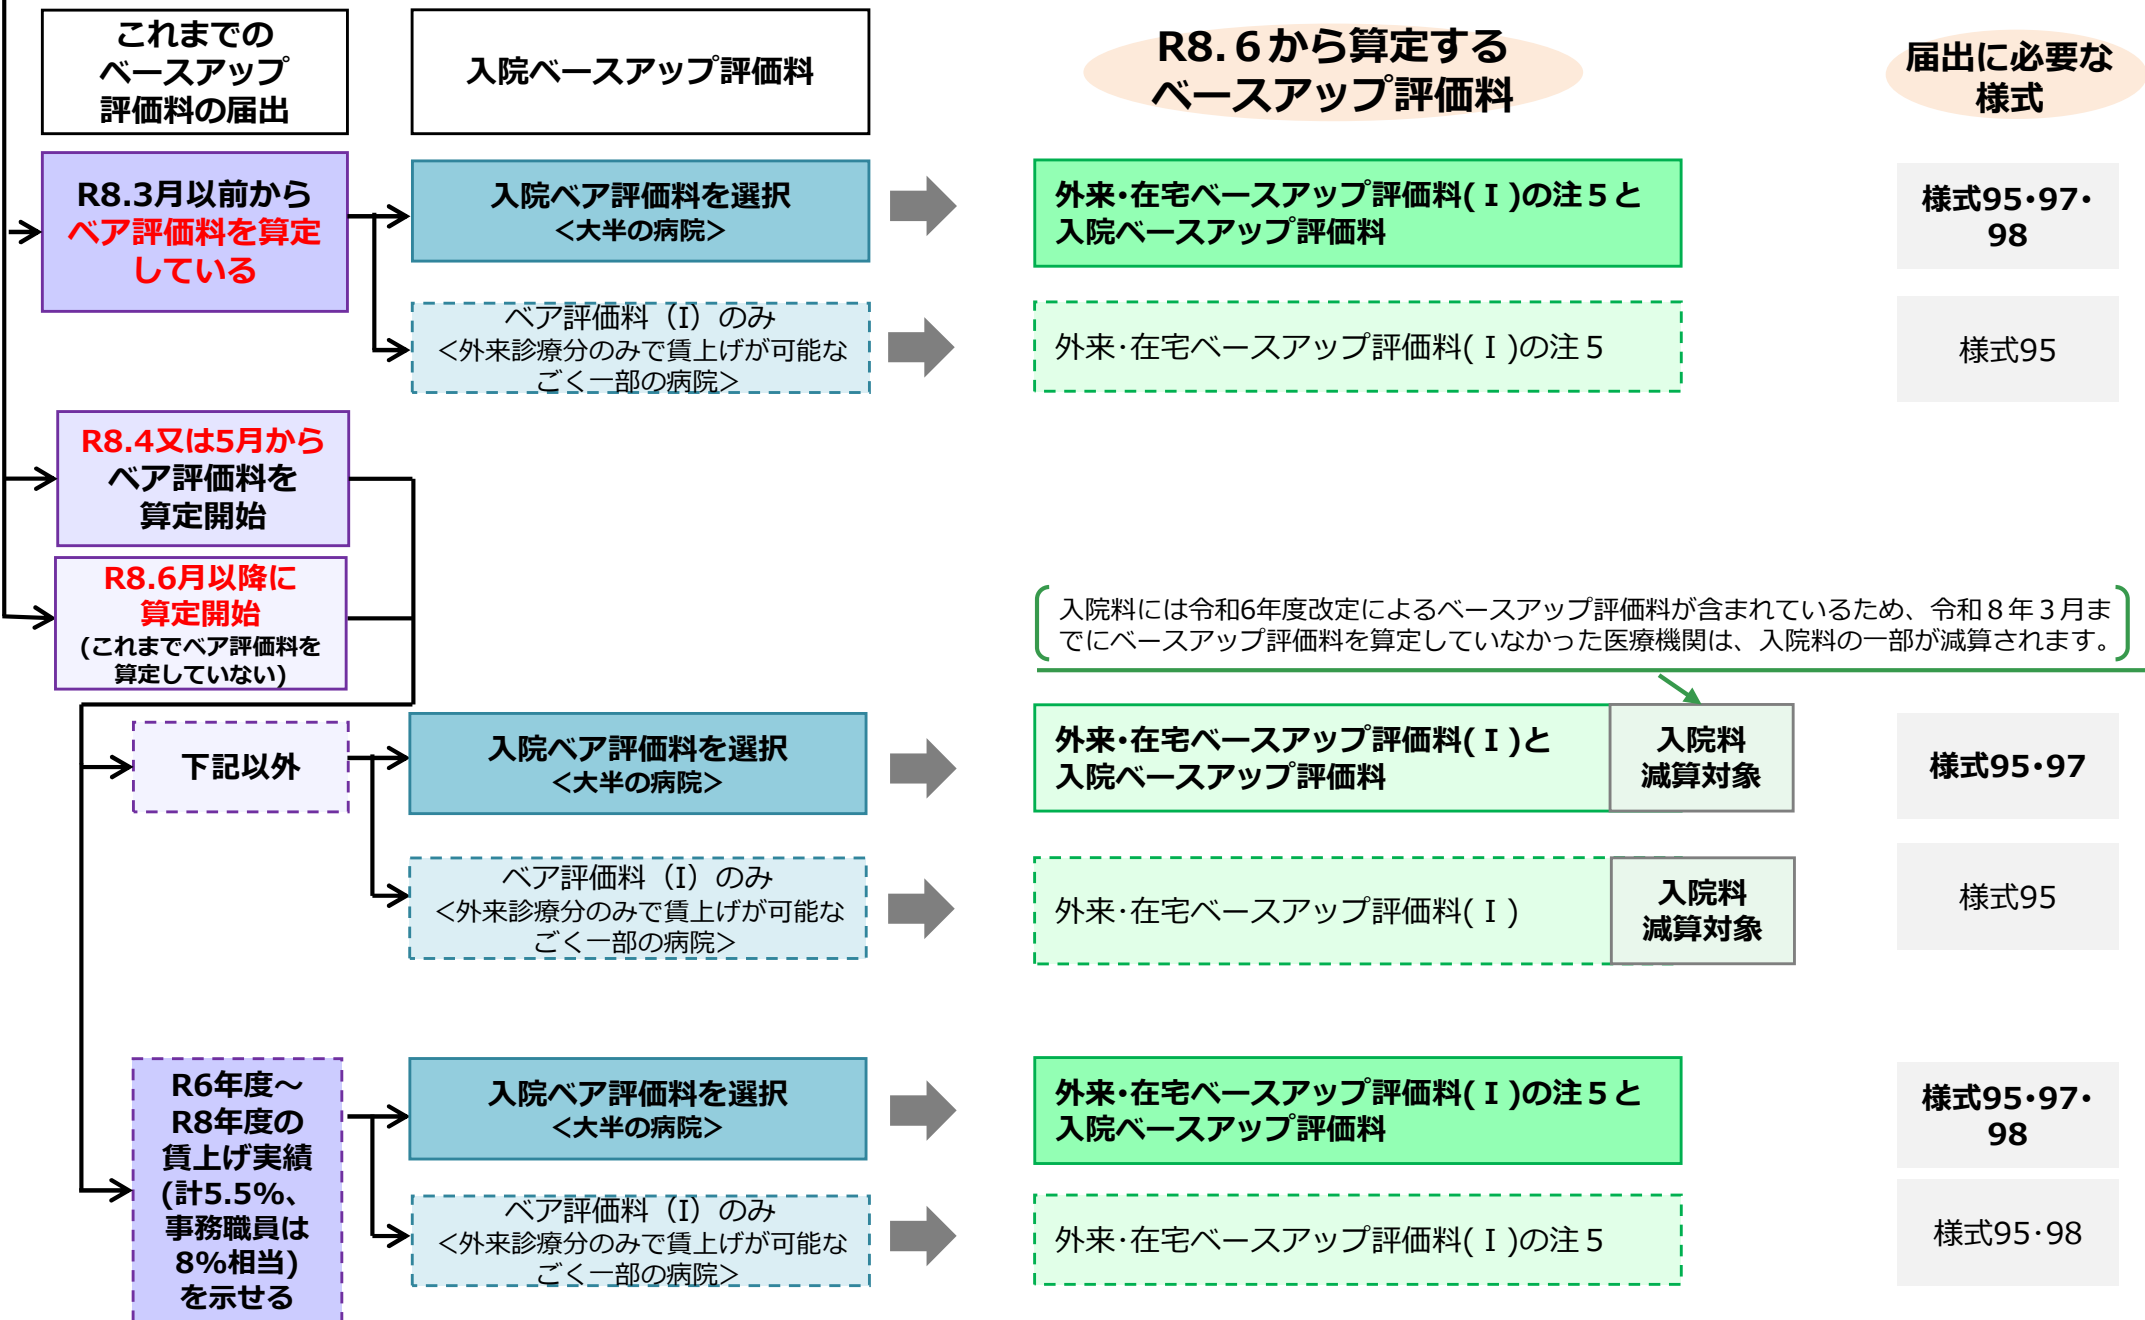 これまでの
ベースアップ
評価料の届出
入院ベースアップ評価料
R8.６から算定する
ベースアップ評価料
届出に必要な
様式
R8.3月以前から
ベア評価料を算定
している
入院ベア評価料を選択
<大半の病院>
外来･在宅ベースアップ評価料(Ⅰ)の注５と
入院ベースアップ評価料
様式95･97･
98
ベア評価料（I）のみ
<外来診療分のみで賃上げが可能な
ごく一部の病院>
外来･在宅ベースアップ評価料(Ⅰ)の注５
様式95
R8.4又は5月から
ベア評価料を
算定開始
R8.6月以降に
算定開始
(これまでベア評価料を
算定していない)
入院料には令和6年度改定によるベースアップ評価料が含まれているため、令和８年３月ま
でにベースアップ評価料を算定していなかった医療機関は、入院料の一部が減算されます。
下記以外
入院ベア評価料を選択
<大半の病院>
外来･在宅ベースアップ評価料(Ⅰ)と
入院ベースアップ評価料
入院料
減算対象
様式95･97
ベア評価料（I）のみ
<外来診療分のみで賃上げが可能な
ごく一部の病院>
外来･在宅ベースアップ評価料(Ⅰ)
入院料
減算対象
様式95
R6年度～
R8年度の
賃上げ実績
(計5.5%、
事務職員は
8%相当)
を示せる
入院ベア評価料を選択
<大半の病院>
外来･在宅ベースアップ評価料(Ⅰ)の注５と
入院ベースアップ評価料
様式95･97･
98
ベア評価料（I）のみ
<外来診療分のみで賃上げが可能な
ごく一部の病院>
外来･在宅ベースアップ評価料(Ⅰ)の注５
様式95･98